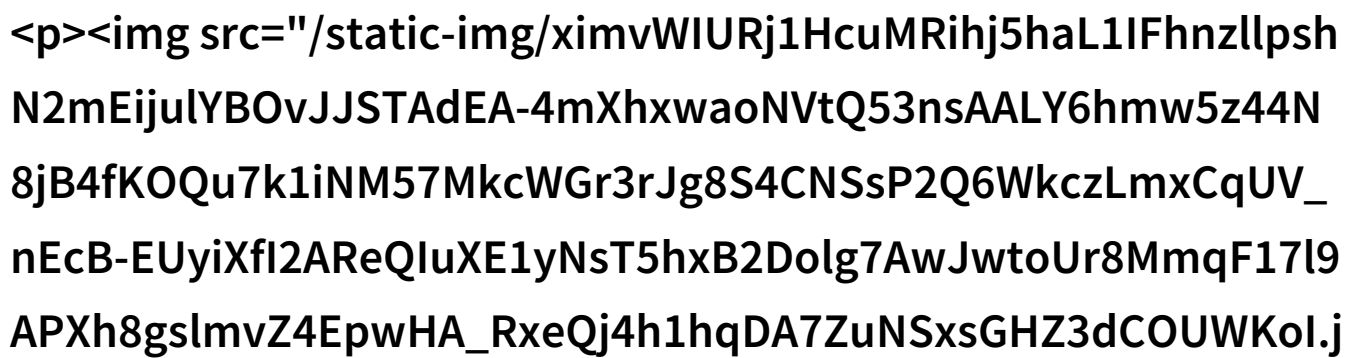 <p><img src="/static-img/ximvWIURj1HcuMRihj5haL1IFhnzllpsh
N2mEijulYBOvJJSTAdEA-4mXhxwaoNVtQ53nsAALY6hmw5z44N
8jB4fKOQu7k1iNM57MkcWGr3rJg8S4CNSsP2Q6WkczLmxCqUV_
nEcB-EUyiXfI2AReQIuXE1yNsT5hxB2Dolg7AwJwtoUr8MmqF17l9
APXh8gslmvZ4EpwHA_RxeQj4h1hqDA7ZuNSxsGHZ3dCOUWKoI.j